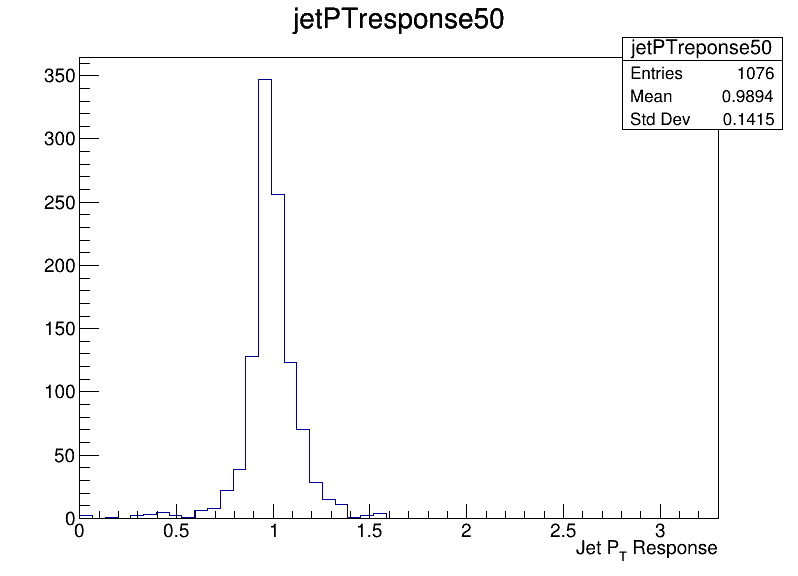 jetPTresponse50
jetPTreponse50
Entries 1076
Mean 0.9894
Std Dev 0.1415
350
300
250
200
150
100
50
0
0 0.5 1 1.5 2 2.5 3
Jet P_T Response